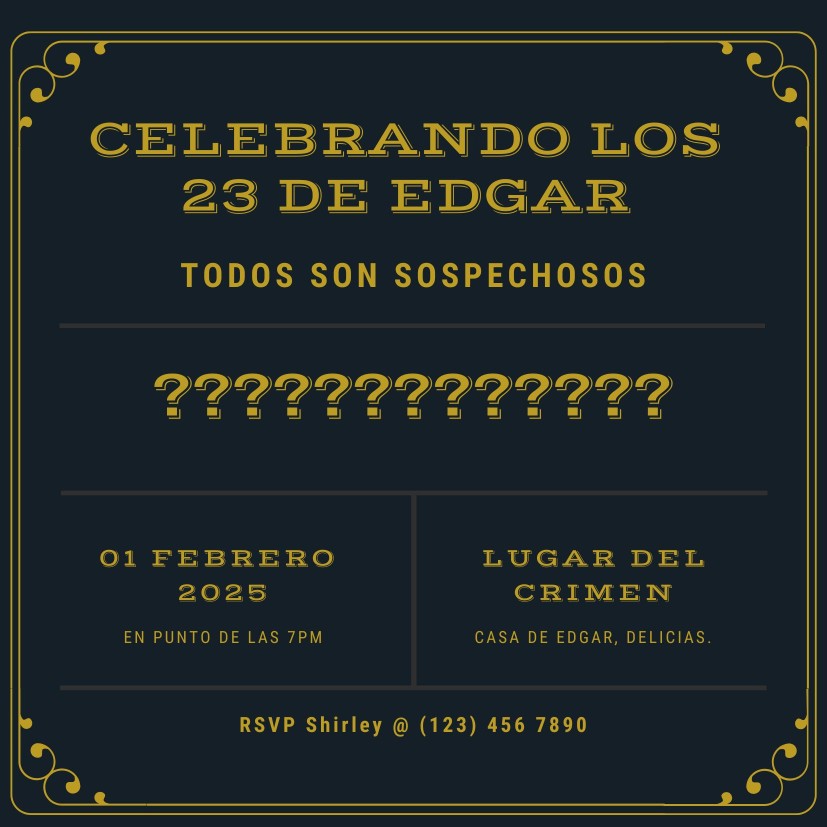 CELEBRANDO LOS
23 DE EDGAR
TODOS SON SOSPECHOSOS
?????????????
01 FEBRERO
2025
EN PUNTO DE LAS 7PM
LUGAR DEL
CRIMEN
CASA DE EDGAR, DELICIAS.
RSVP Shirley @ (123) 456 7890